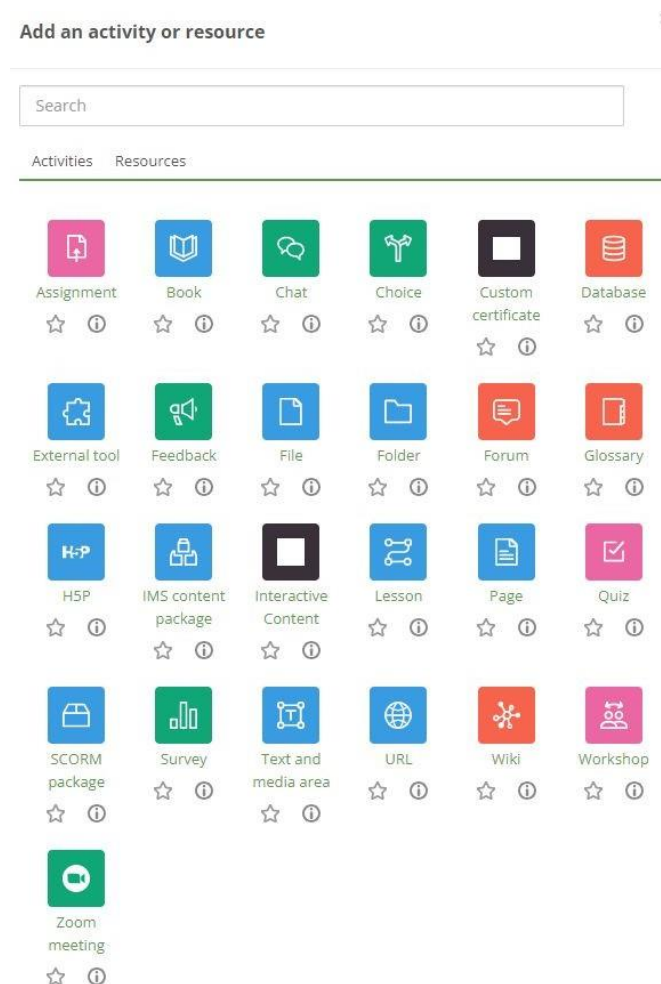 Add an activity or resource
Search
Activities Resources
Assignment Book Chat Choice Custom certificate Database
External tool Feedback File Folder Forum Glossary
H5P
H5P IMS content package Interactive Content Lesson Page Quiz
T
SCORM package Survey Text and media area URL Wiki Workshop
Zoom meeting